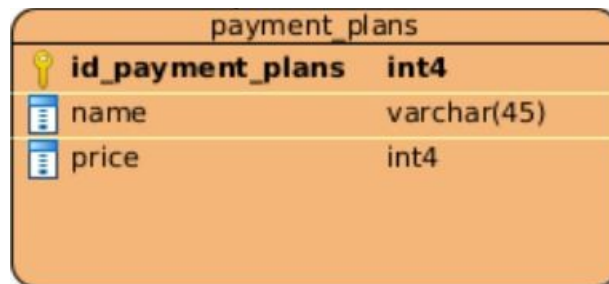 payment_plans
id_payment_plans int4
name varchar(45)
price int4